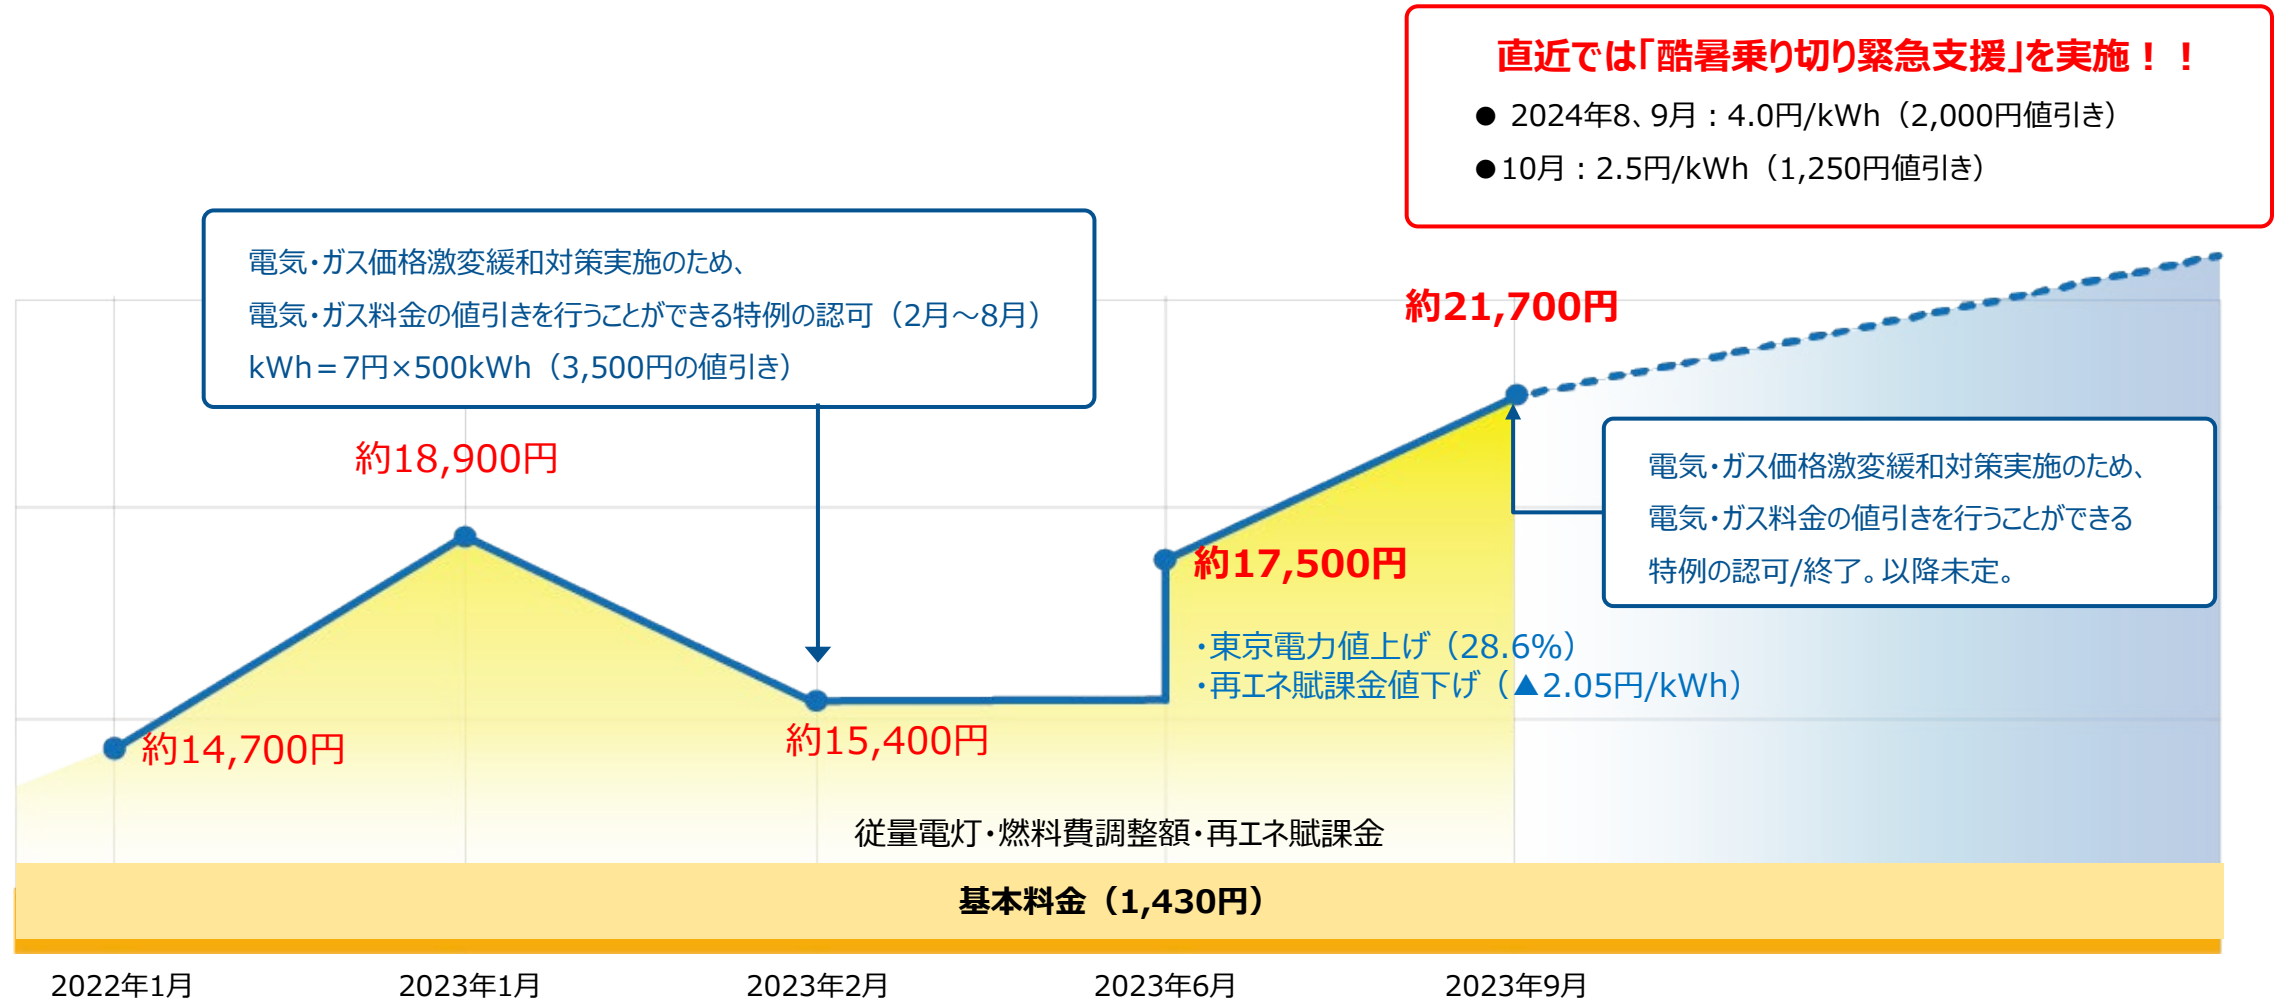 直近では「酷暑乗り切り緊急支援」を実施！！
● 2024年8、9月：4.0円/kWh（2,000円値引き）
●10月：2.5円/kWh（1,250円値引き）
電気・ガス価格激変緩和対策実施のため、
電気・ガス料金の値引きを行うことができる特例の認可（2月～8月）
kWh＝7円×500kWh（3,500円の値引き）
約21,700円
約18,900円
電気・ガス価格激変緩和対策実施のため、
電気・ガス料金の値引きを行うことができる
特例の認可/終了。以降未定。
約17,500円
・東京電力値上げ（28.6%）
・再エネ賦課金値下げ（▲2.05円/kWh）
約14,700円
約15,400円
従量電灯・燃料費調整額・再エネ賦課金
基本料金（1,430円）
2022年1月
2023年1月
2023年2月
2023年6月
2023年9月